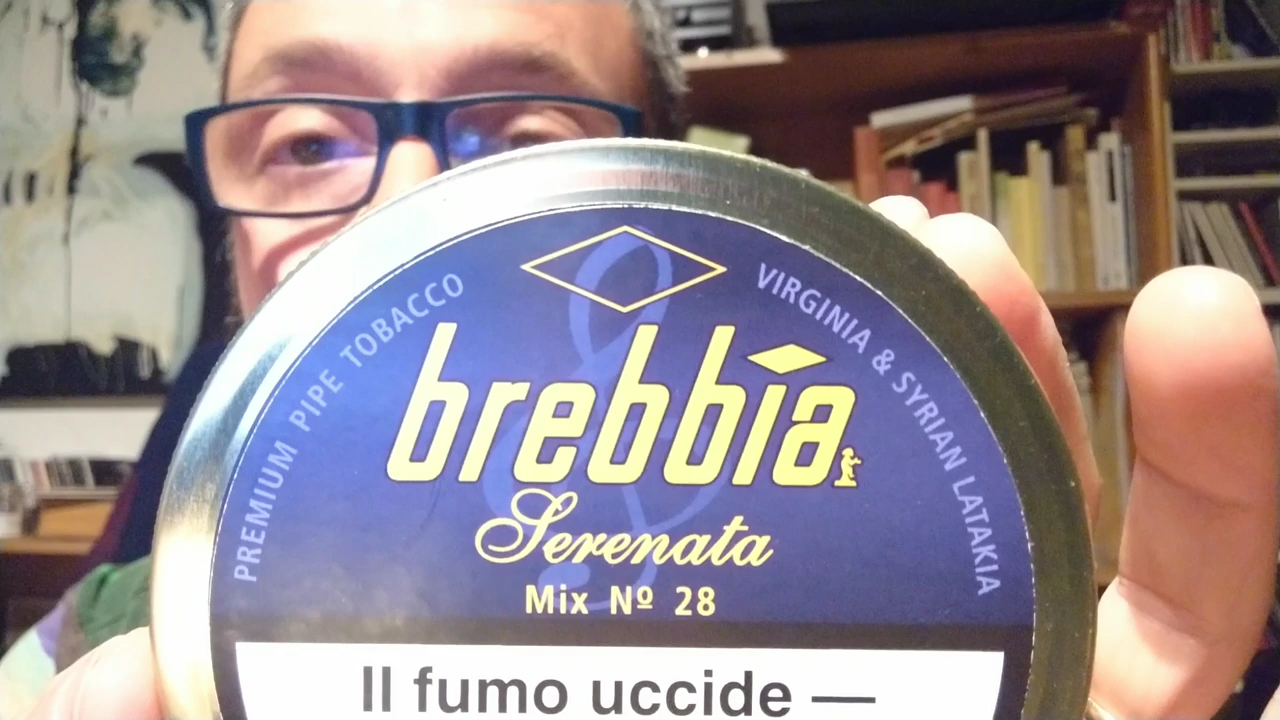 PREMIUM PIPE TOBACCO
VIRGINIA & SYRIAN LATAKIA
brebbia
Serenata
Mix Nº 28
Il fumo uccide —